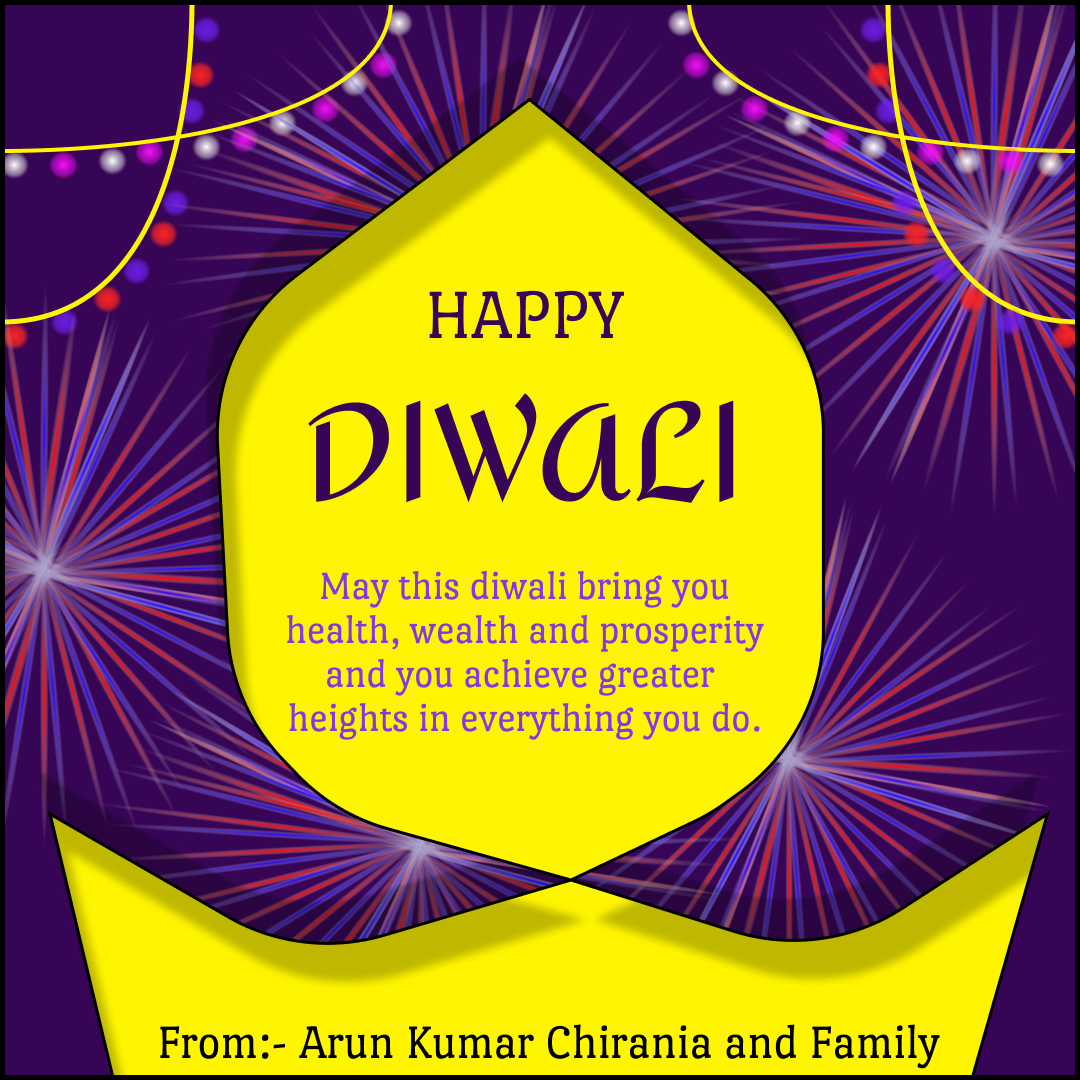 HAPPY
DIWALI
May this diwali bring you
health, wealth and prosperity
and you achieve greater
heights in everything you do.
From:- Arun Kumar Chirania and Family